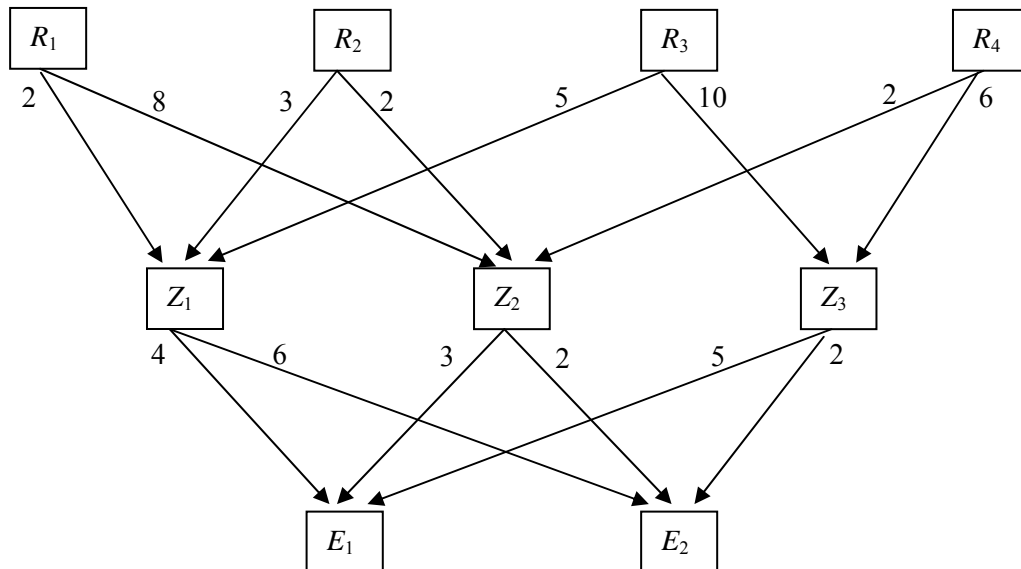 R₁ R₂ R₃ R₄
2 8 3 2 5 10 2 6
Z₁ Z₂ Z₃
4 6 3 2 5 2
E₁ E₂